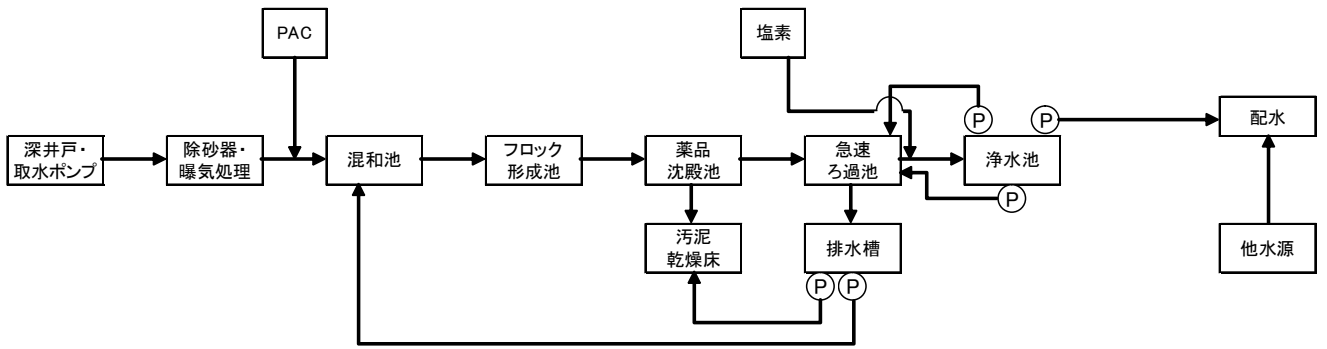 PAC
塩素
P
P
配水
深井戸・
取水ポンプ
除砂器・
曝気処理
混和池
フロック
形成池
薬品
沈殿池
急速
ろ過池
浄水池
P
汚泥
乾燥床
排水槽
他水源
P
P